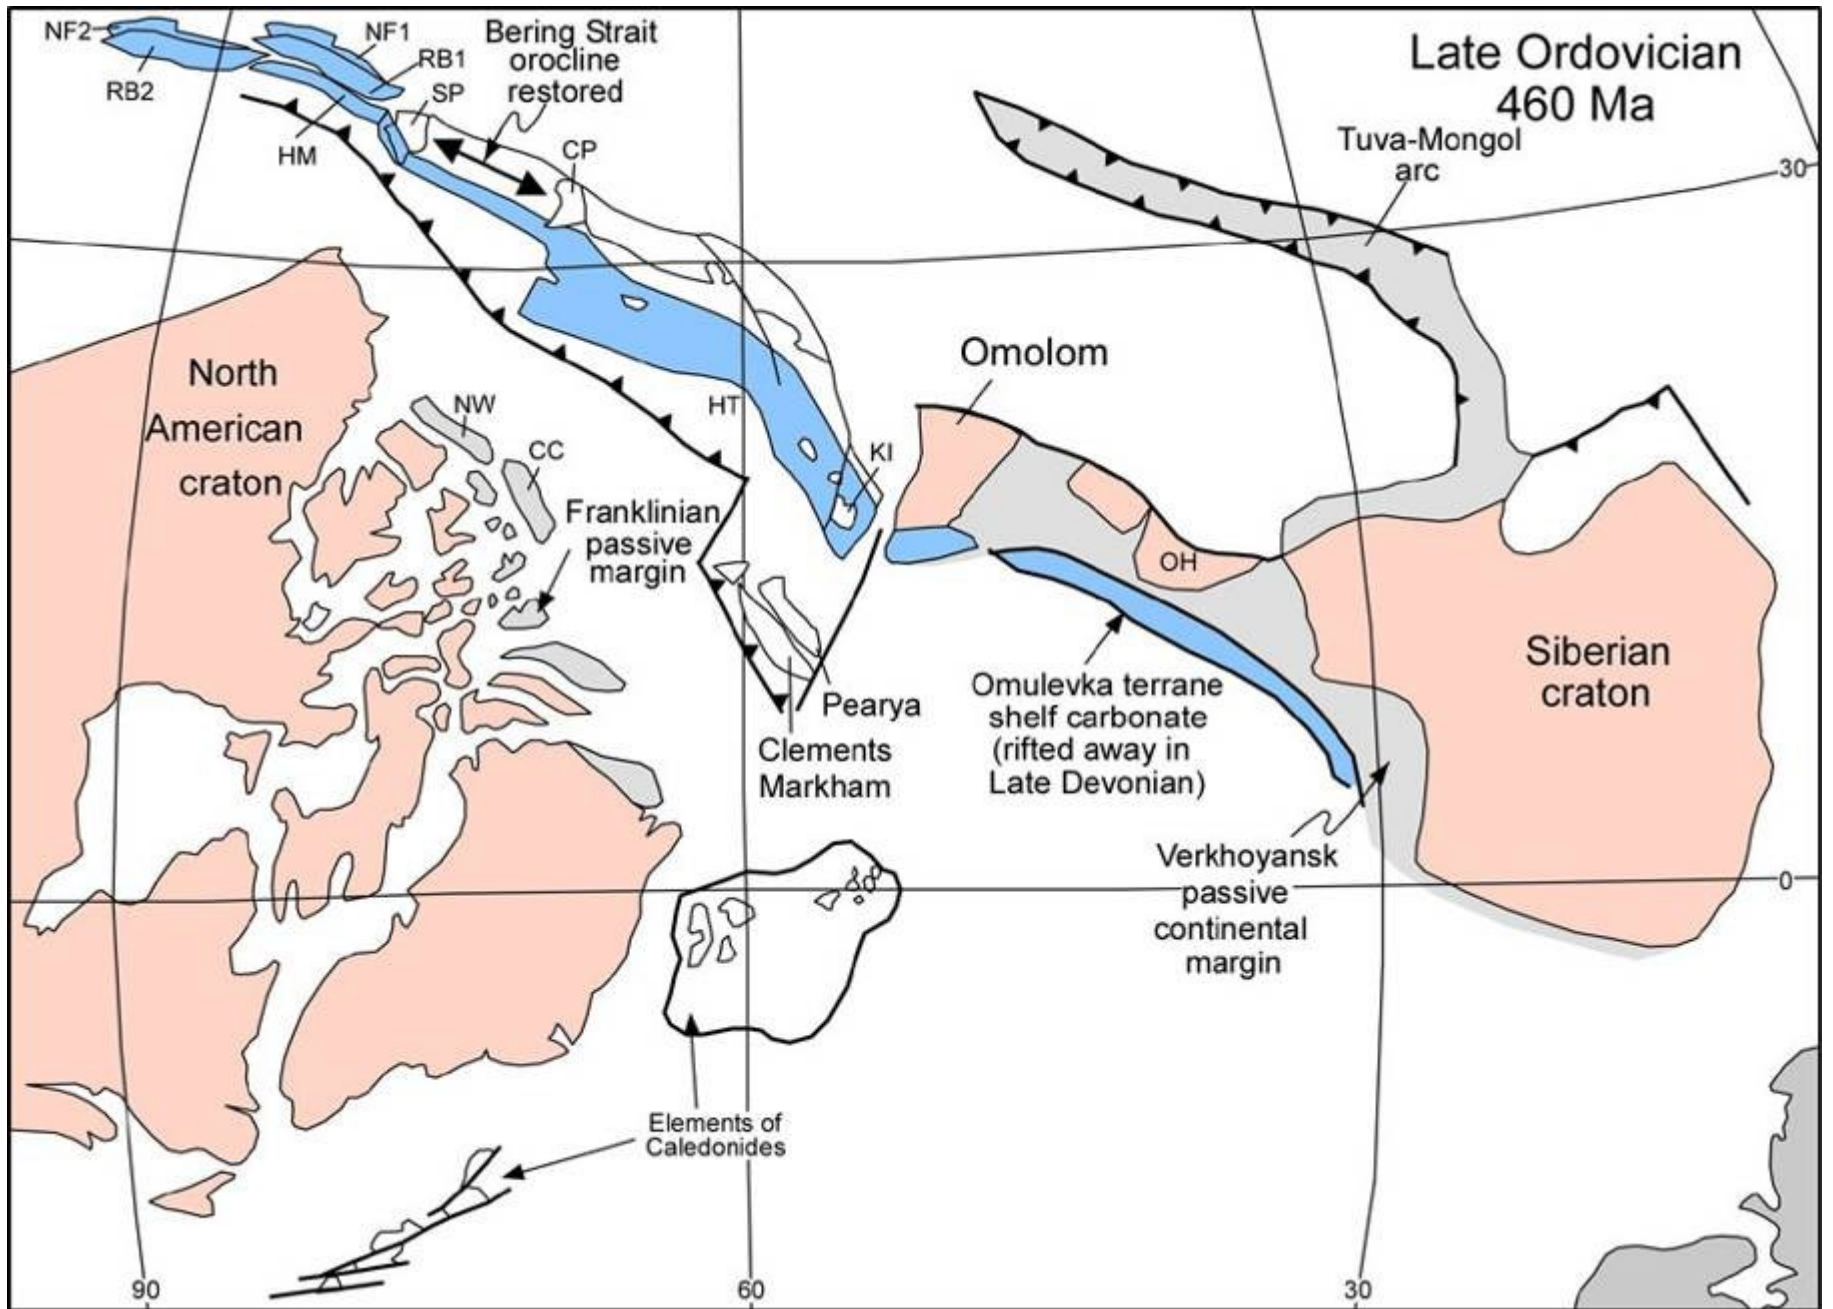 NF2
NF1
Bering Strait
orocline
restored
RB1
RB2
SP
HM
CP
Late Ordovician
460 Ma
Tuva-Mongol
arc
30
North
American
craton
NW
CC
HT
KI
Omolom
Franklinian
passive
margin
OH
Siberian
craton
Omulevka terrane
shelf carbonate
(rifted away in
Late Devonian)
Pearya
Clements
Markham
Verkhoyansk
passive
continental
margin
0
Elements of
Caledonides
90
60
30